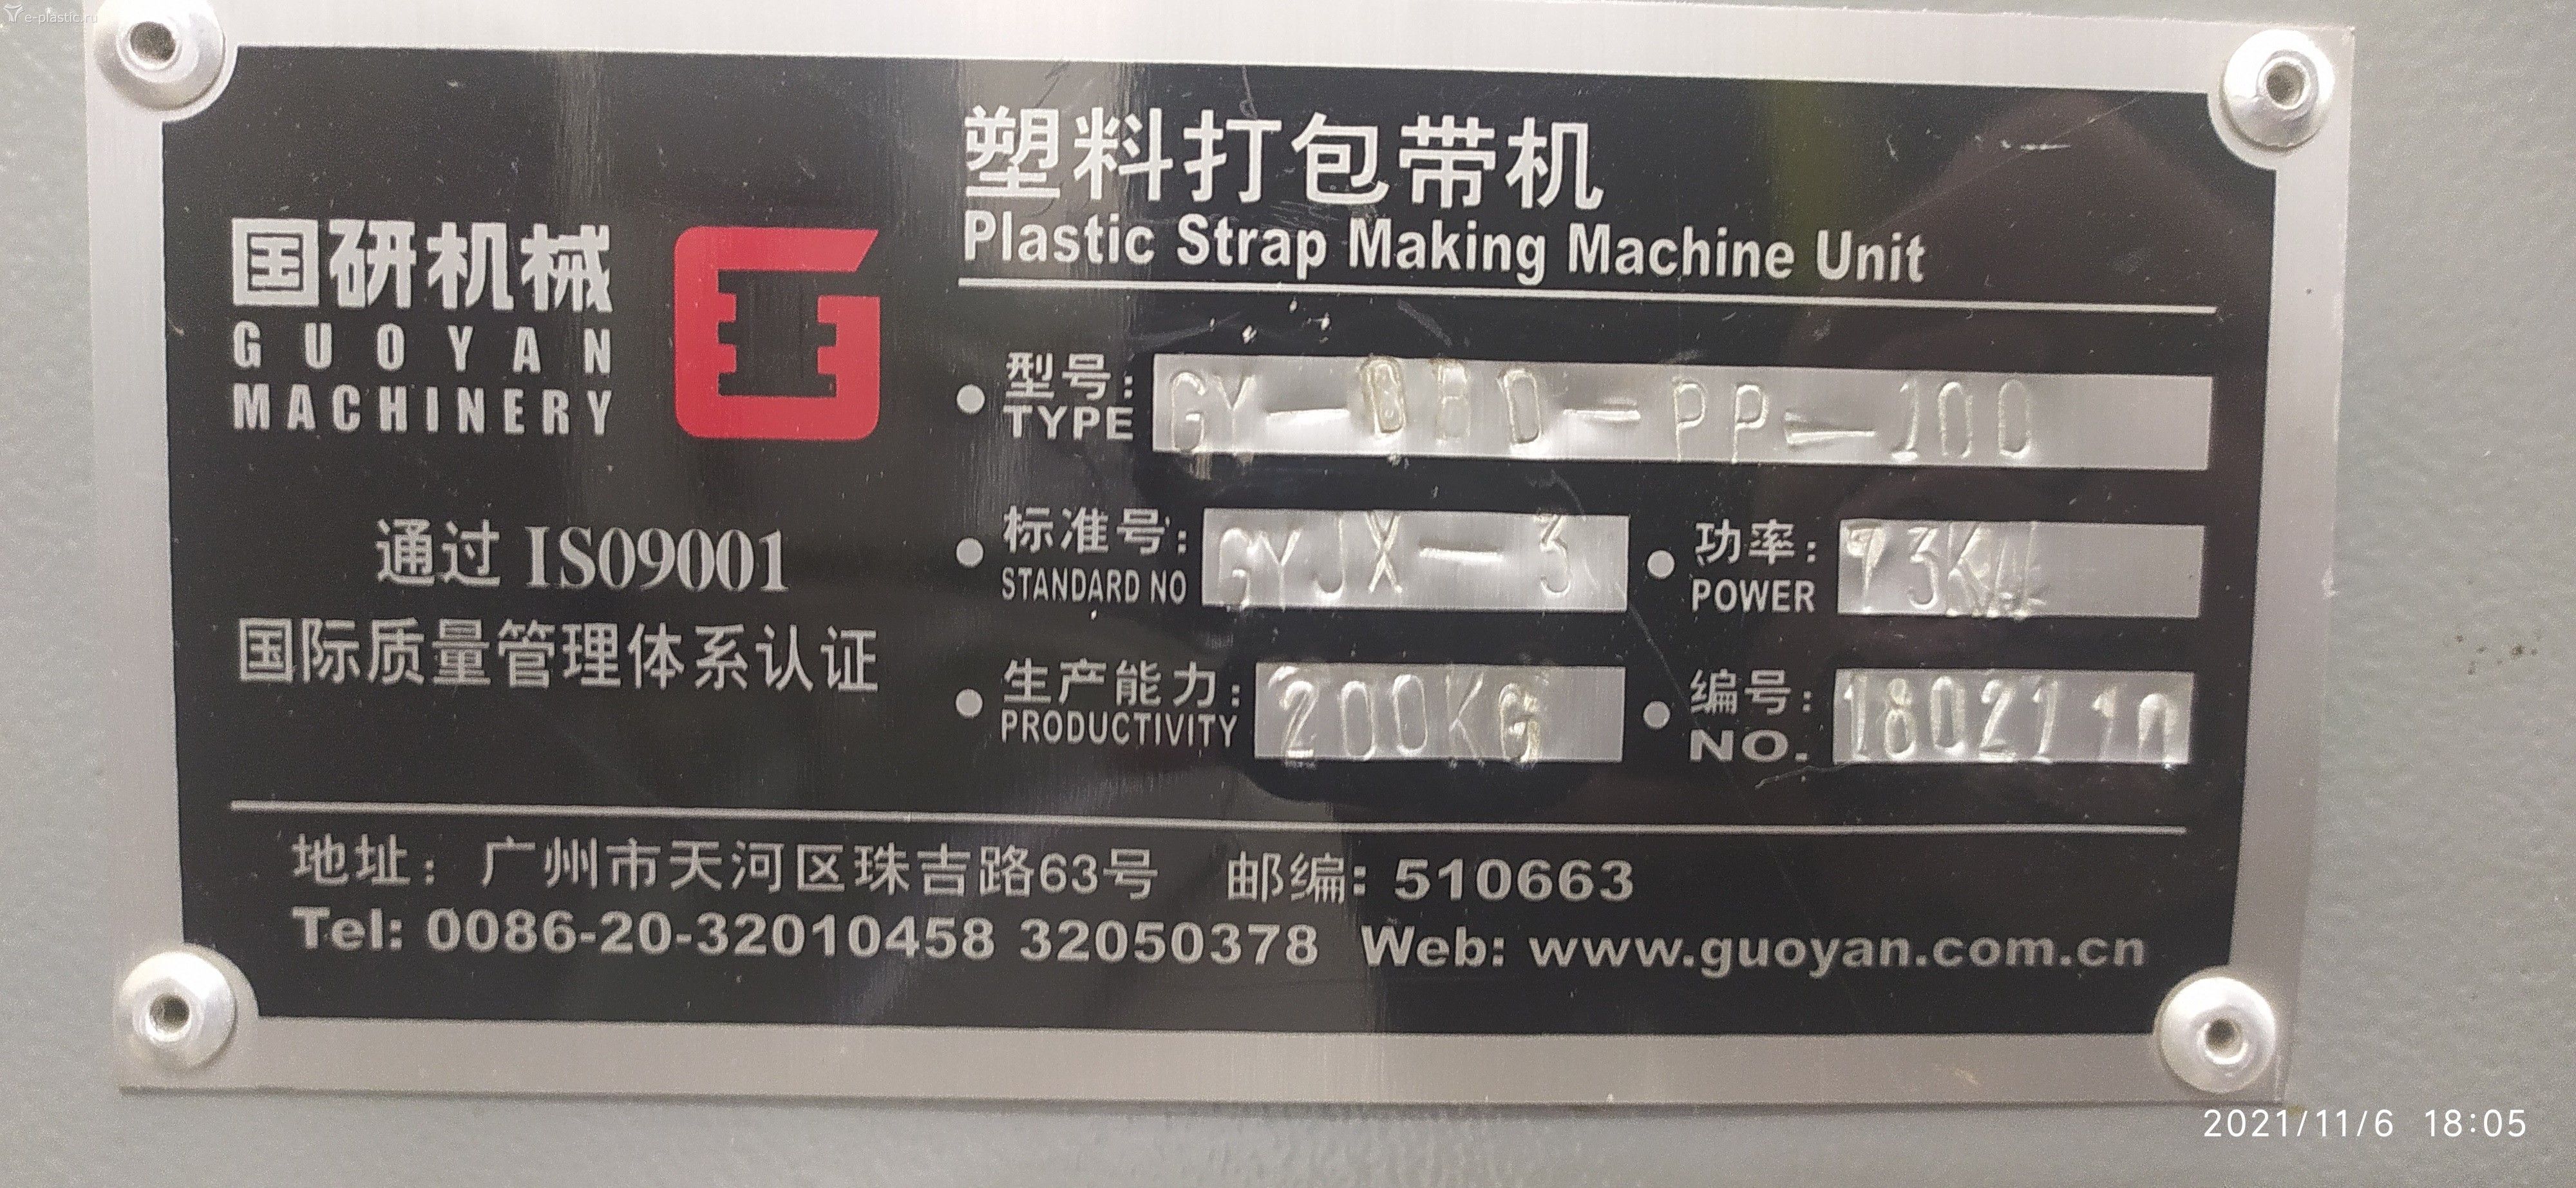 e-plastic.ru
塑料打包带机
Plastic Strap Making Machine Unit
国研机械
GUOYAN
MACHINERY
型号:
TYPE
标准号: GYJX-3
STANDARD NO
功率:
POWER
生产能力: 200KG
PRODUCTIVITY
编号:
NO.
通过 ISO9001
国际质量管理体系认证
地址: 广州市天河区珠吉路63号 邮编: 510663
Tel: 0086-20-32010458 32050378 Web: www.guoyan.com.cn
2021/11/6 18:05